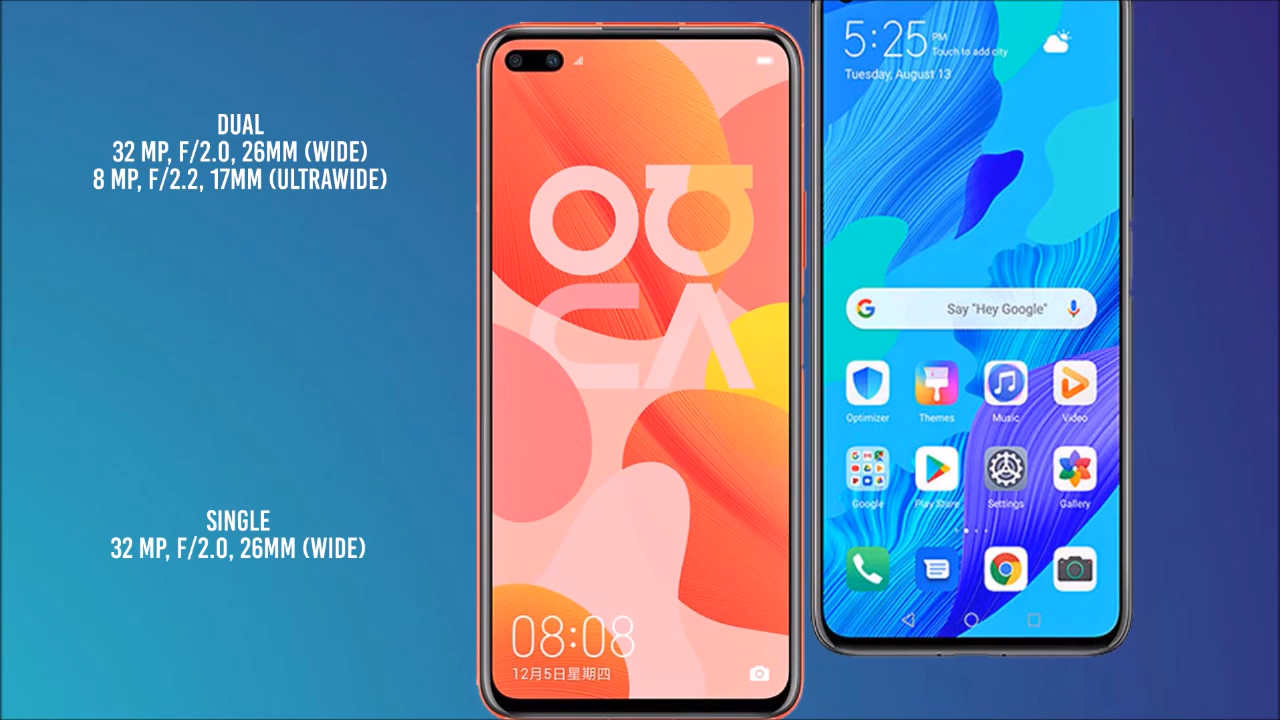 DUAL
32 MP, F/2.0, 26MM (WIDE)
8 MP, F/2.2, 17MM (ULTRAWIDE)
SINGLE
32 MP, F/2.0, 26MM (WIDE)
08:08
12月5日星期四
5:25 PM
Touch to add city
Tuesday, August 13
Say "Hey Google"
Optimizer Themes Music Video
Google Play Store Settings Gallery